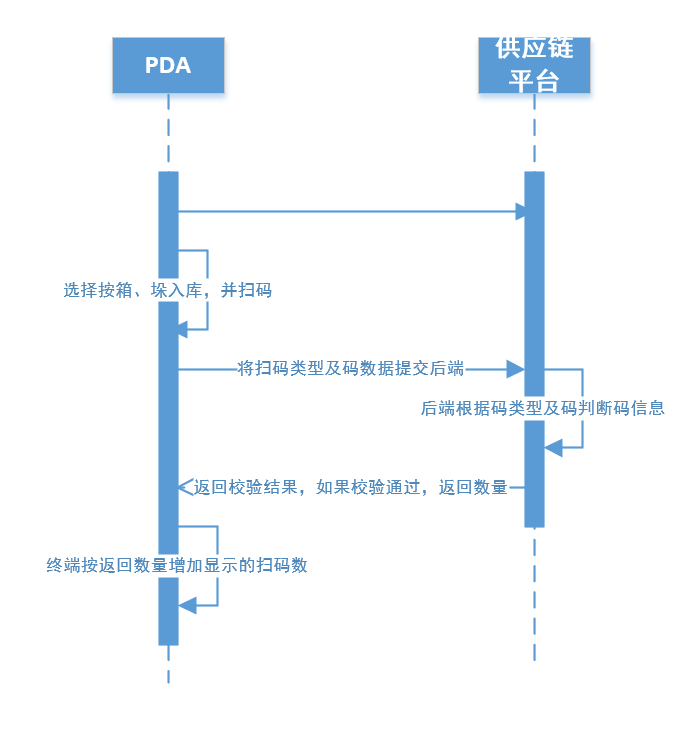 PDA
供应链
平台
选择按箱、垛入库，并扫码
将扫码类型及码数据提交后端
后端根据码类型及码判断码信息
返回校验结果，如果校验通过，返回数量
终端按返回数量增加显示的扫码数